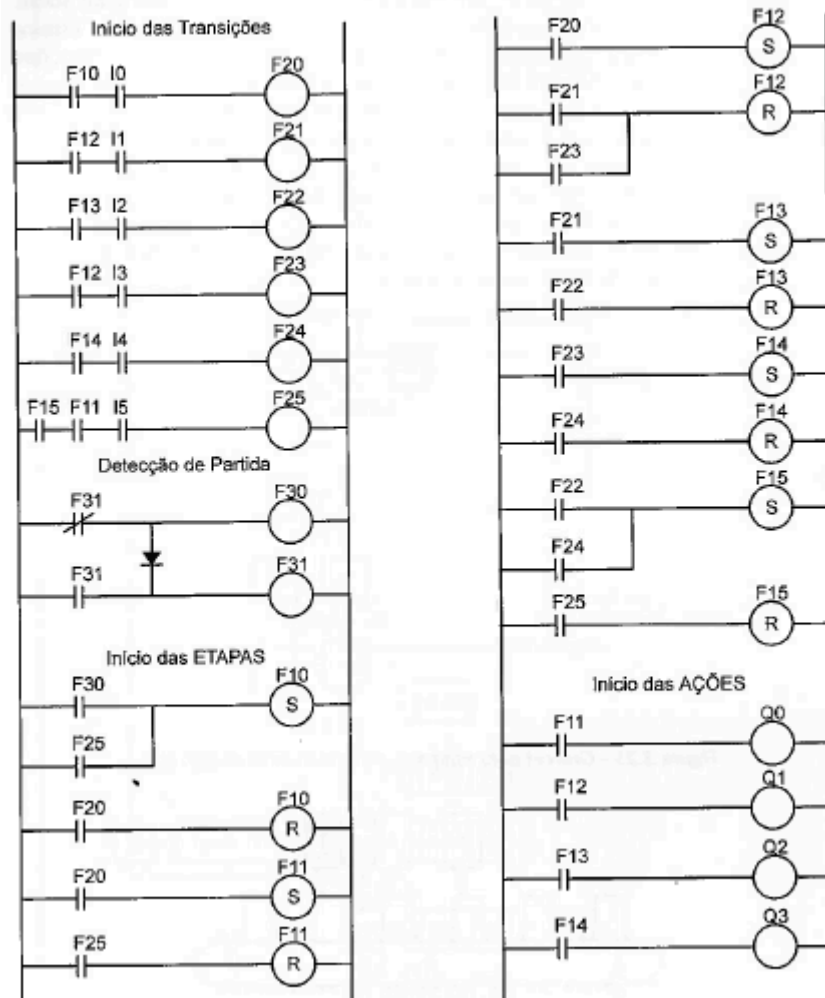 Início das Transições
F10 I0 F20
F12 I1 F21
F13 I2 F22
F12 I3 F23
F14 I4 F24
F15 F11 I5 F25
Detecção de Partida
F31 F30
F31 F31
Início das ETAPAS
F30 F10
S
F25
F20 F10
R
F20 F11
S
F25 F11
R
F20 F12
S
F21 F12
R
F23
F21 F13
S
F22 F13
R
F23 F14
S
F24 F14
R
F22 F15
S
F24
F25 F15
R
Início das AÇÕES
F11 Q0
F12 Q1
F13 Q2
F14 Q3